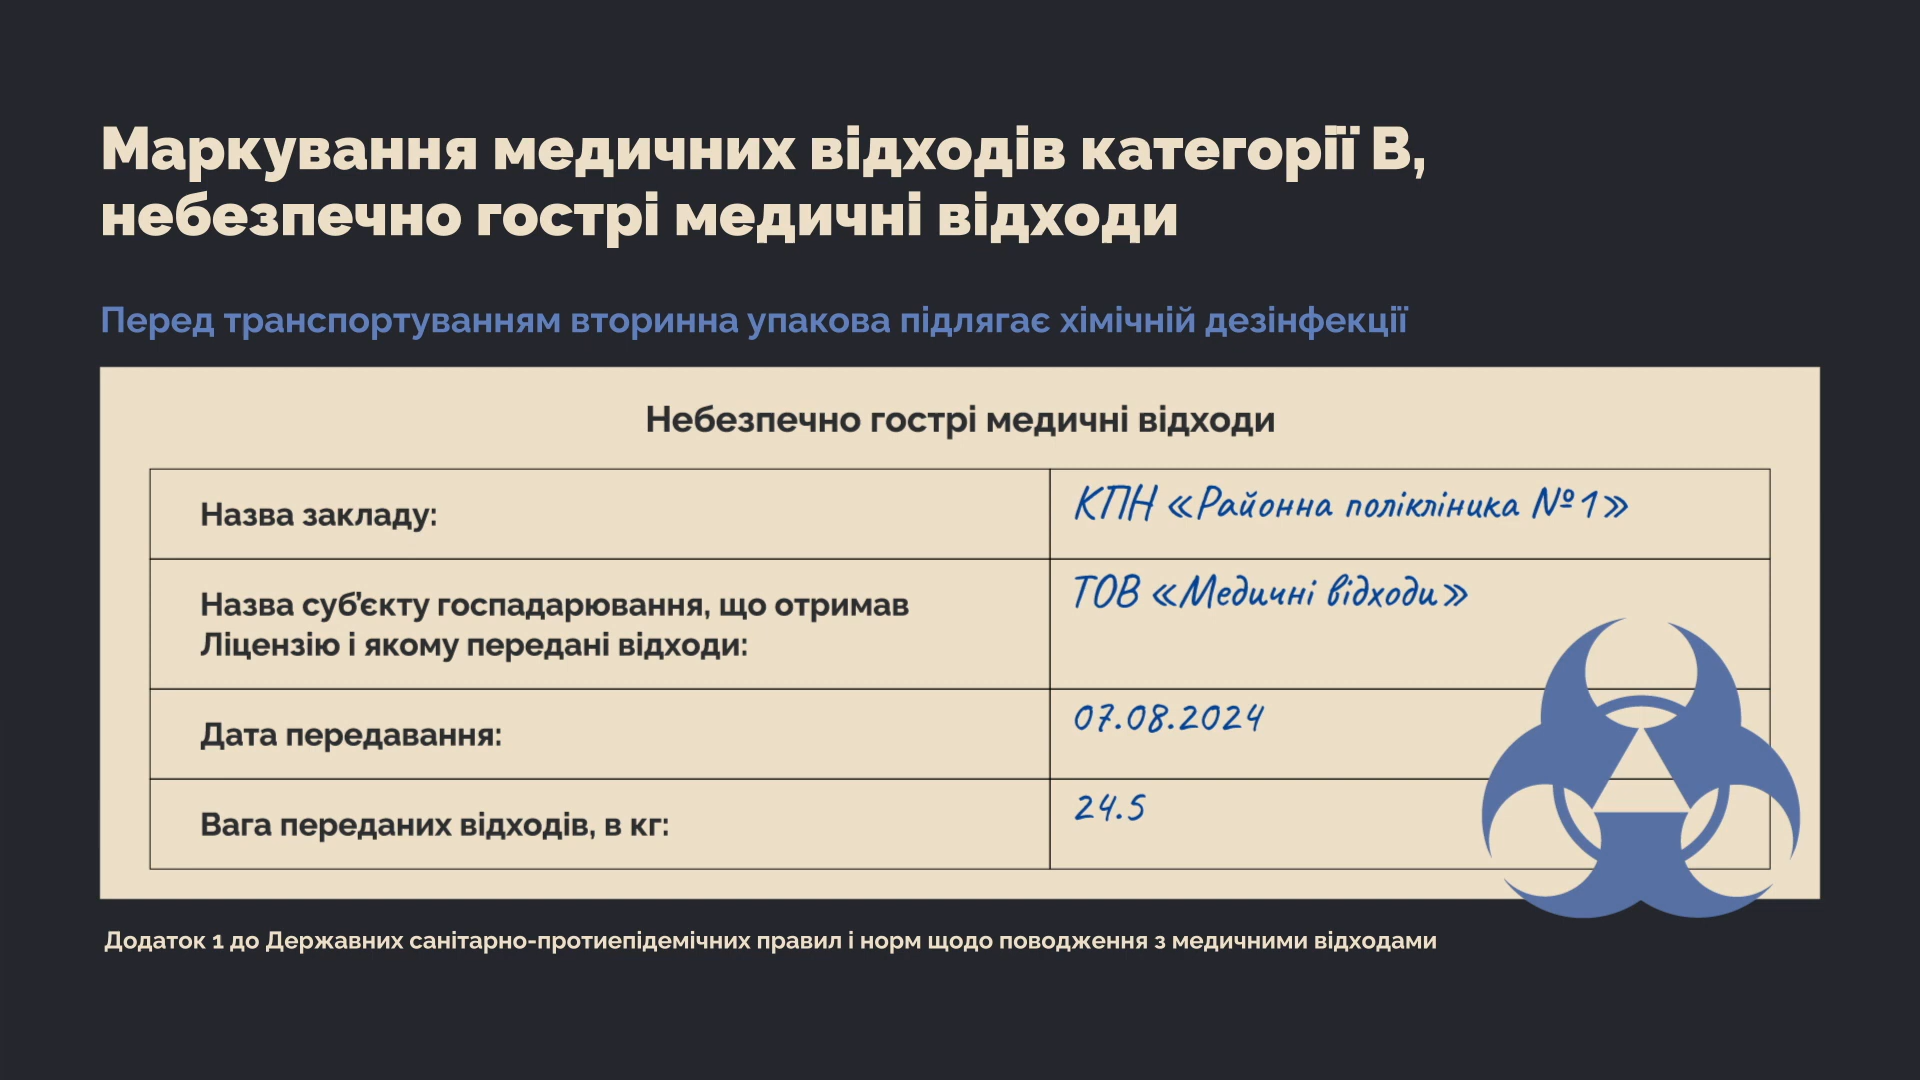 Маркування медичних відходів категорії В,
небезпечно гострі медичні відходи
Перед транспортуванням вторинна упакова підлягає хімічній дезінфекції
Небезпечно гострі медичні відходи
Назва закладу:
КПН «Районна поліклініка №1»
Назва суб'єкту госпадарювання, що отримав
Ліцензію і якому передані відходи:
ТОВ «Медичні відходи»
Дата передавання:
07.08.2024
Вага переданих відходів, в кг:
24.5
Додаток 1 до Державних санітарно-протиепідемічних правил і норм щодо поводження з медичними відходами